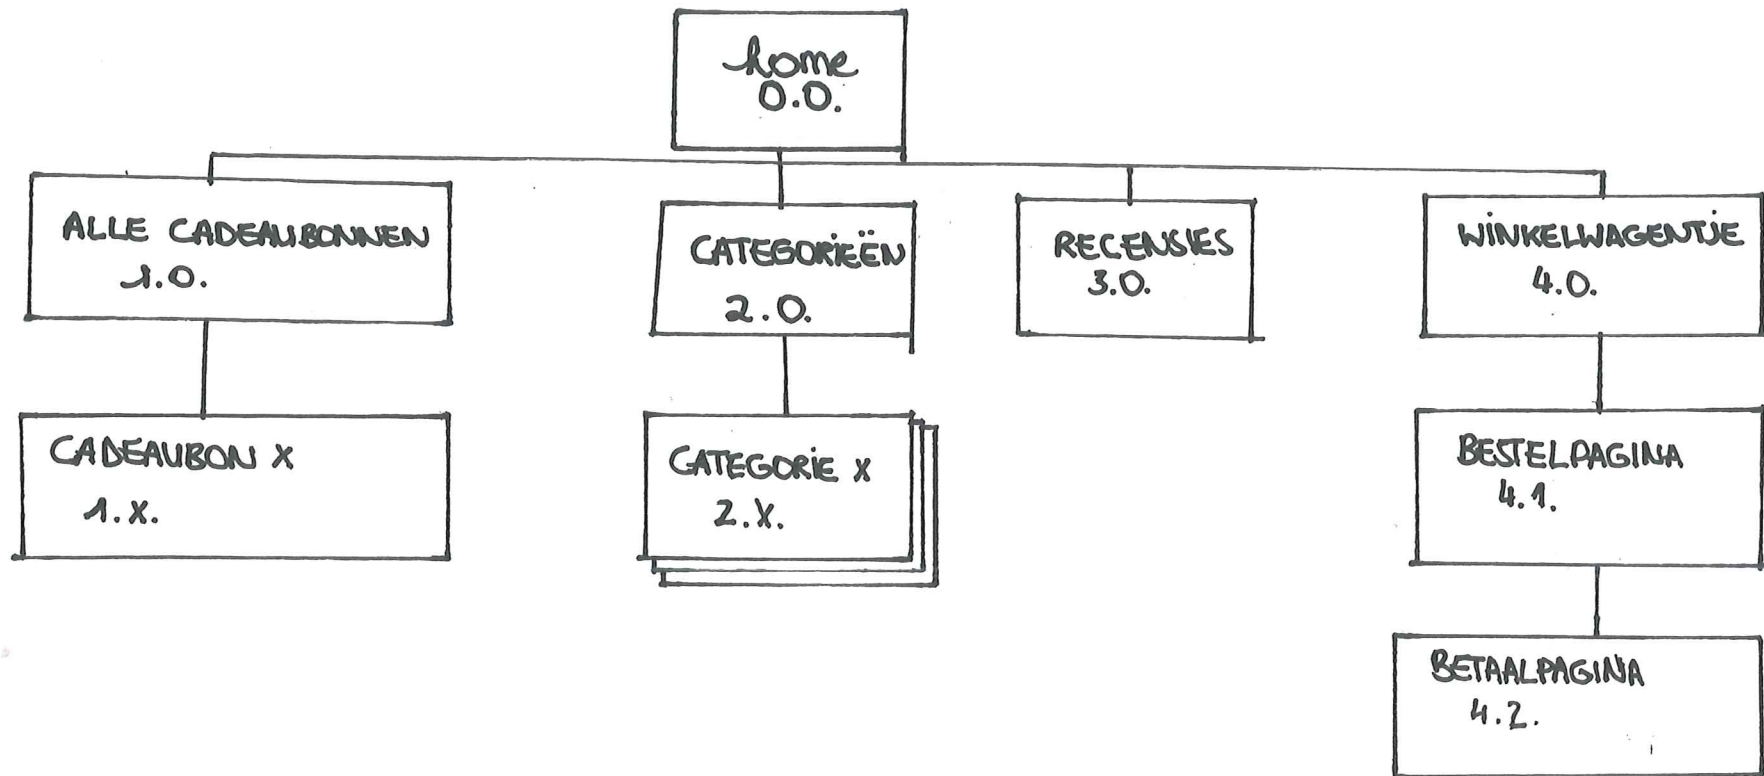 home
0.0.
ALLE CADEAUBONNEN
1.0.
CATEGORIEËN
2.0.
RECENSIES
3.0.
WINKELWAGENTJE
4.0.
CADEAUBON X
1.X.
CATEGORIE X
2.X.
BESTELPAGINA
4.1.
BETAALPAGINA
4.2.